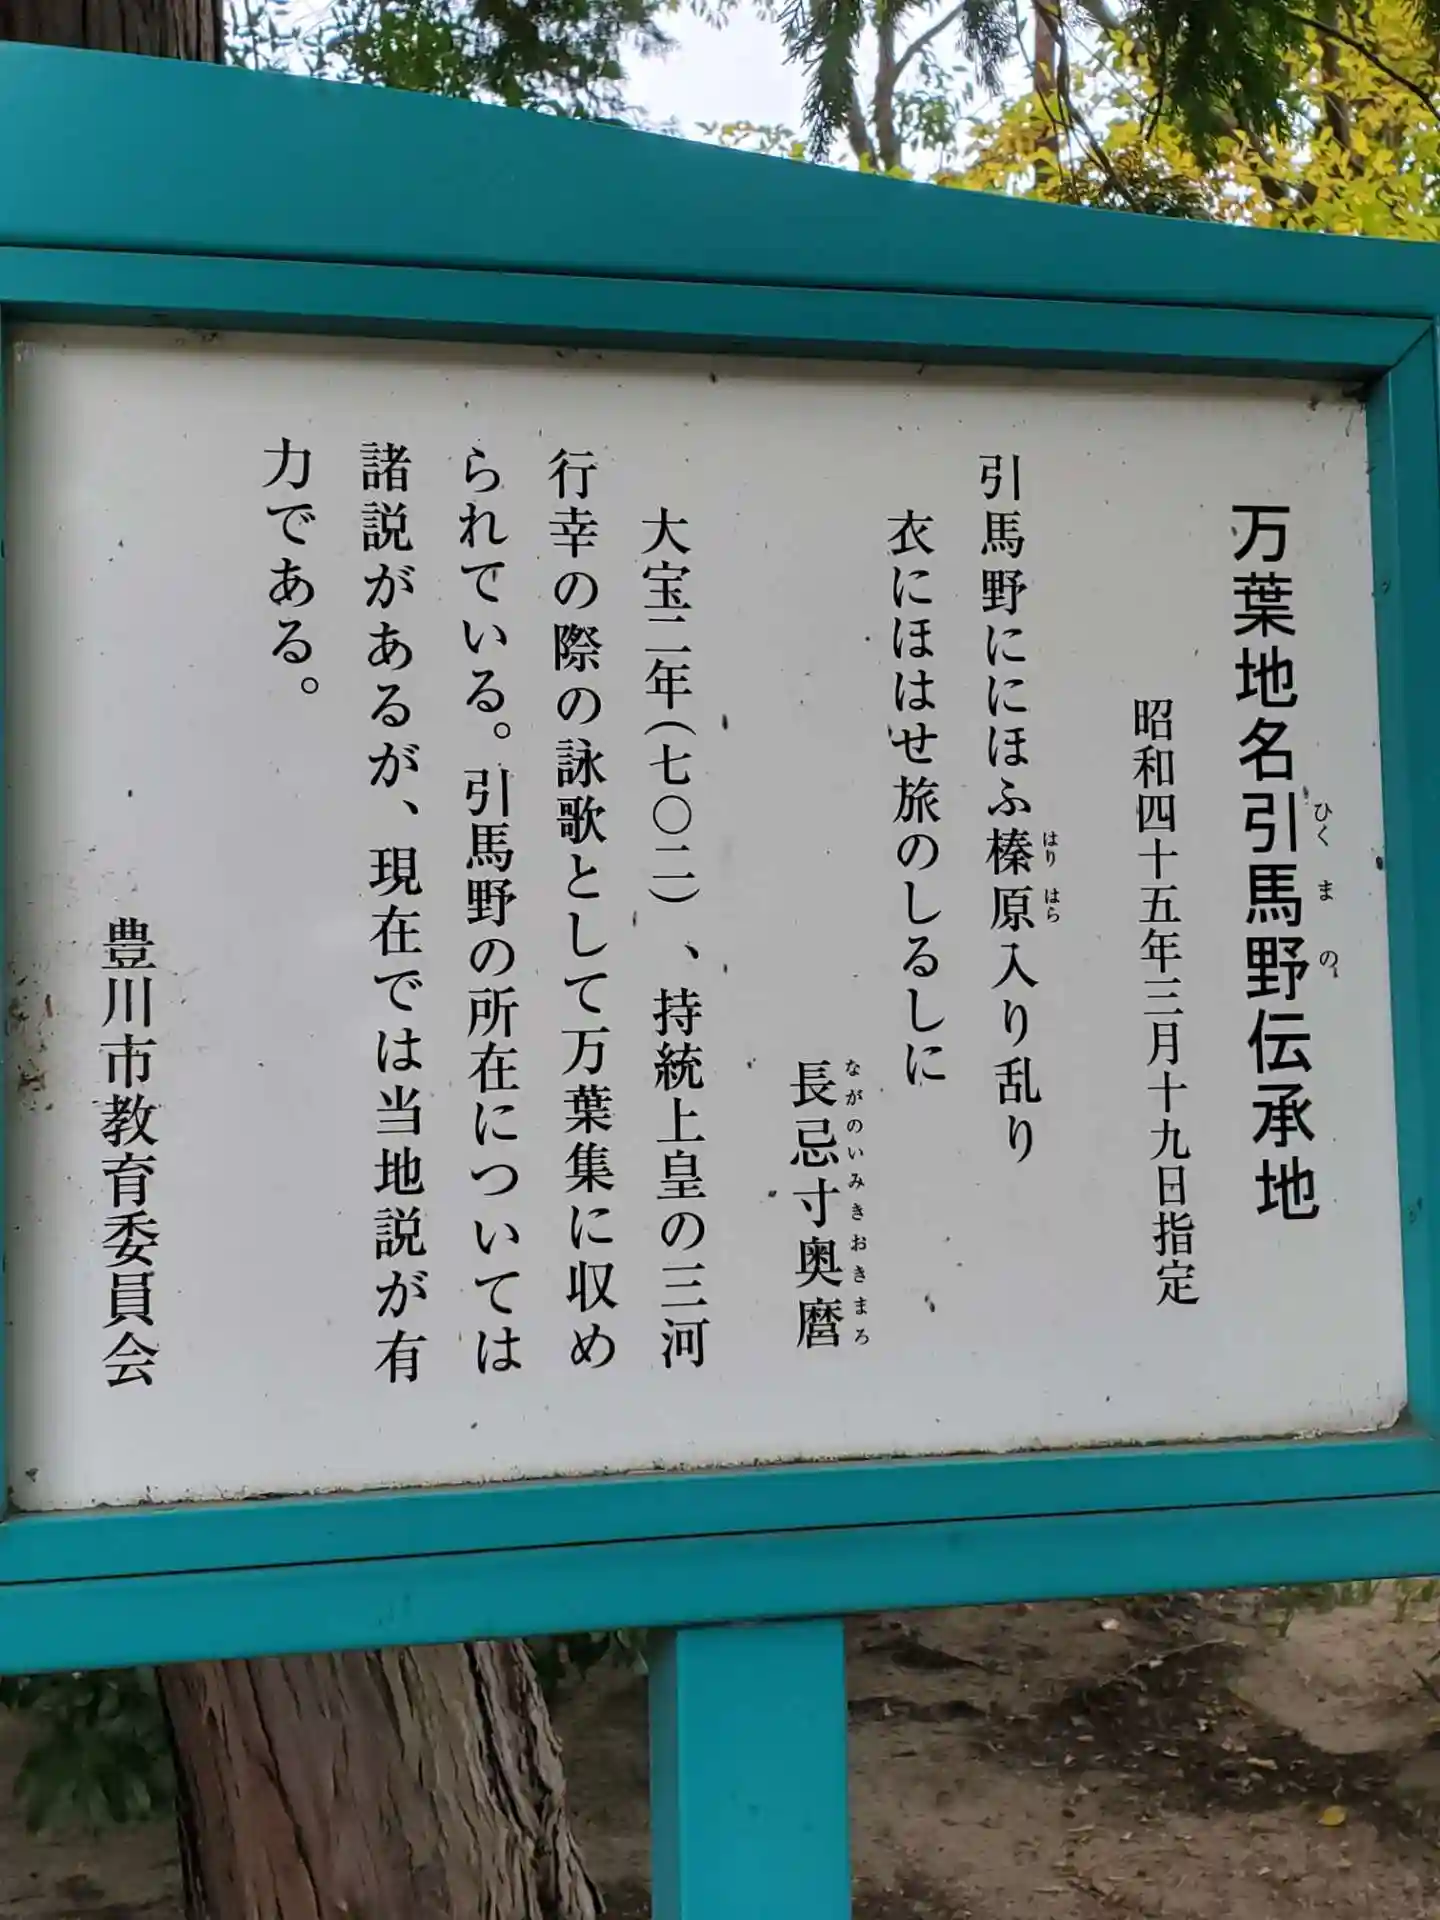 万葉地名引馬野伝承地
ひくまの
昭和四十五年三月十九日指定
引馬野ににほふ榛原入り乱り
はりはら
衣にほはせ旅のしるしに
長忌寸奥麿
ながのいみきおきまろ
大宝二年(七〇二)、持統上皇の三河
行幸の際の詠歌として万葉集に収め
られている。引馬野の所在については
諸説があるが、現在では当地説が有
力である。
豊川市教育委員会